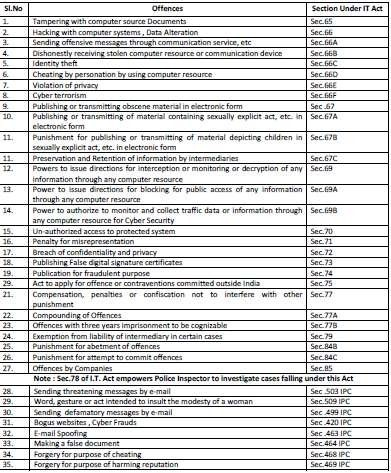 Sl.No Offences Section Under IT Act
1. Tampering with computer source Documents Sec.65
2. Hacking with computer systems , Data Alteration Sec.66
3. Sending offensive messages through communication service, etc Sec.66A
4. Dishonestly receiving stolen computer resource or communication device Sec.66B
5. Identity theft Sec.66C
6. Cheating by personation by using computer resource Sec.66D
7. Violation of privacy Sec.66E
8. Cyber terrorism Sec.66F
9. Publishing or transmitting obscene material in electronic form Sec .67
10. Publishing or transmitting of material containing sexually explicit act, etc. in Sec.67A
electronic form
11. Punishment for publishing or transmitting of material depicting children in Sec.67B
sexually explicit act, etc. in electronic form
11. Preservation and Retention of information by intermediaries Sec.67C
12. Powers to issue directions for interception or monitoring or decryption of any Sec.69
information through any computer resource
13. Power to issue directions for blocking for public access of any information Sec.69A
through any computer resource
14. Power to authorize to monitor and collect traffic data or information through Sec.69B
any computer resource for Cyber Security
15. Un-authorized access to protected system Sec.70
16. Penalty for misrepresentation Sec.71
17. Breach of confidentiality and privacy Sec.72
18. Publishing False digital signature certificates Sec.73
19. Publication for fraudulent purpose Sec.74
29. Act to apply for offence or contraventions committed outside India Sec.75
21. Compensation, penalties or confiscation not to interfere with other Sec.77
punishment
22. Compounding of Offences Sec.77A
23. Offences with three years imprisonment to be cognizable Sec.77B
24. Exemption from liability of intermediary in certain cases Sec.79
25. Punishment for abetment of offences Sec.84B
26. Punishment for attempt to commit offences Sec.84C
27. Offences by Companies Sec.85
Note : Sec.78 of I.T. Act empowers Police Inspector to investigate cases falling under this Act
28. Sending threatening messages by e-mail Sec .503 IPC
29. Word, gesture or act intended to insult the modesty of a woman Sec.509 IPC
30. Sending defamatory messages by e-mail Sec .499 IPC
31. Bogus websites , Cyber Frauds Sec .420 IPC
32. E-mail Spoofing Sec .463 IPC
33. Making a false document Sec.464 IPC
34. Forgery for purpose of cheating Sec.468 IPC
35. Forgery for purpose of harming reputation Sec.469 IPC